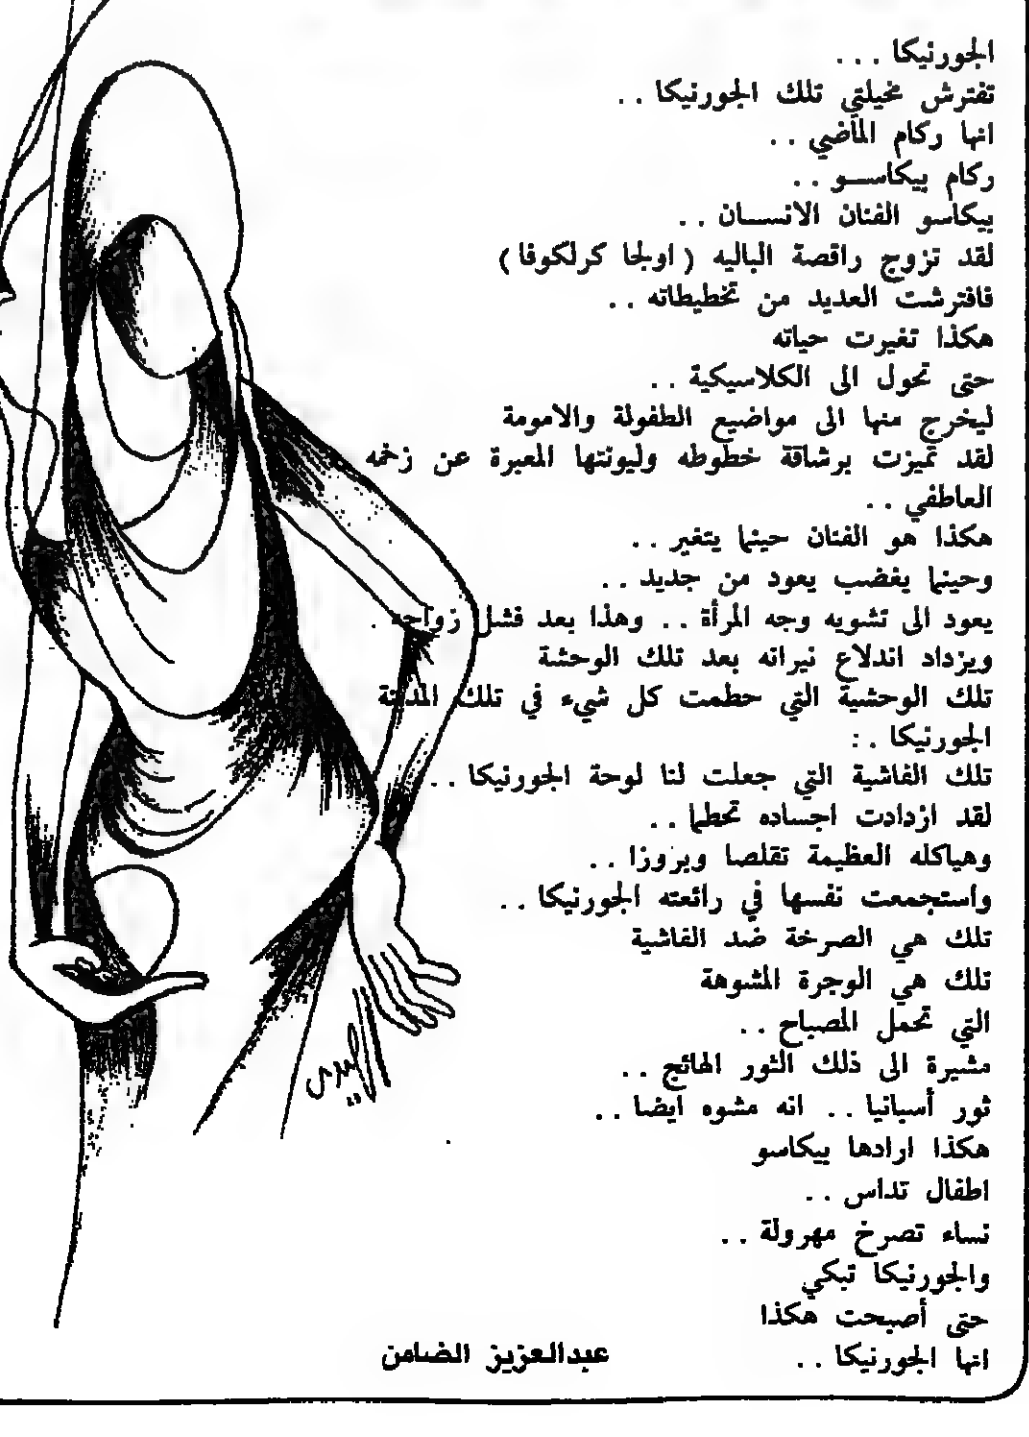 الجورنيكا . . .
تفترش مخيلتي تلك الجورنيكا . .
انها ركام الماضي . .
ركام بيكاســو . .
بيكاسو الفنان الانســان . .
لقد تزوج راقصة الباليه ( اولجا كرلكوفا )
فافترشت العديد من تخطيطاته . .
هكذا تغيرت حياته
حتى تحول الى الكلاسيكية . .
ليخرج منها الى مواضيع الطفولة والامومة
لقد تميزت برشاقة خطوطه وليونتها المعبرة عن زخمه
العاطفي . .
هكذا هو الفنان حينما يتغير . .
وحينما يغضب يعود من جديد . .
يعود الى تشويه وجه المرأة . . وهذا بعد فشل زواجه .
ويزداد اندلاع نيرانه بعد تلك الوحشة
تلك الوحشية التي حطمت كل شيء في تلك المدينة
الجورنيكا . :
تلك الفاشية التي جعلت لنا لوحة الجورنيكا . .
لقد ازدادت اجساده تحطما . .
وهياكله العظيمة تقلصا وبروزا . .
واستجمعت نفسها في رائعته الجورنيكا . .
تلك هي الصرخة ضد الفاشية
تلك هي الوجرة المشوهة
التي تحمل المصباح . .
مشيرة الى ذلك الثور الهائج . .
ثور أسبانيا . . انه مشوه ايضا . .
هكذا ارادها بيكاسو
اطفال تداس . .
نساء تصرخ مهرولة . .
والجورنيكا تبكي
حتى أصبحت هكذا
انها الجورنيكا . .
عبدالعزيز الضامن